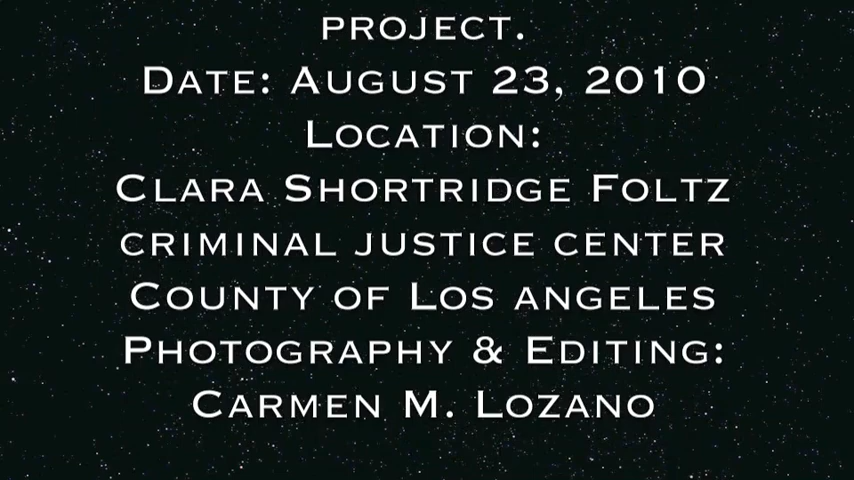 PROJECT.
DATE: AUGUST 23, 2010
LOCATION:
CLARA SHORTRIDGE FOLTZ
CRIMINAL JUSTICE CENTER
COUNTY OF LOS ANGELES
PHOTOGRAPHY & EDITING:
CARMEN M. LOZANO